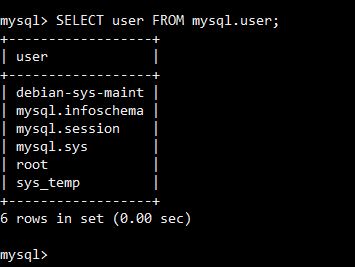 mysql> SELECT user FROM mysql.user;
+------------------+
| user             |
+------------------+
| debian-sys-maint |
| mysql.infoschema |
| mysql.session    |
| mysql.sys        |
| root             |
| sys_temp         |
+------------------+
6 rows in set (0.00 sec)
mysql>